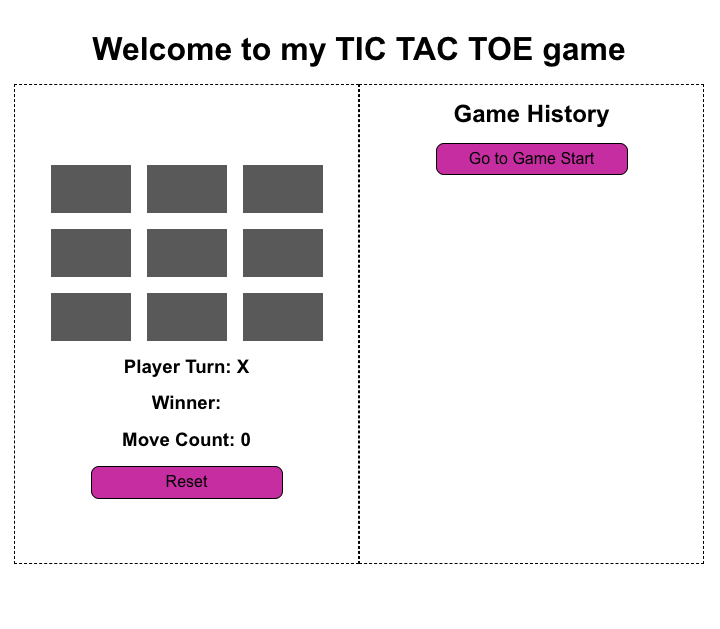 Welcome to my TIC TAC TOE game
Player Turn: X
Winner:
Move Count: 0
Reset
Game History
Go to Game Start